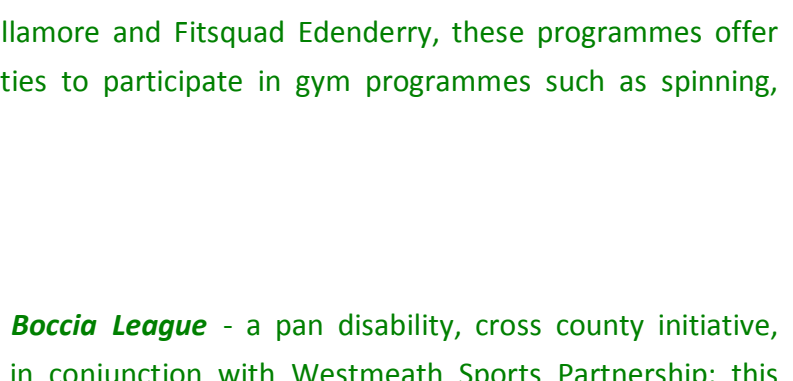 llamore and Fitsquad Edenderry, these programmes offer
ties to participate in gym programmes such as spinning,
Boccia League - a pan disability, cross county initiative,
in conjunction with Westmeath Sports Partnership; this